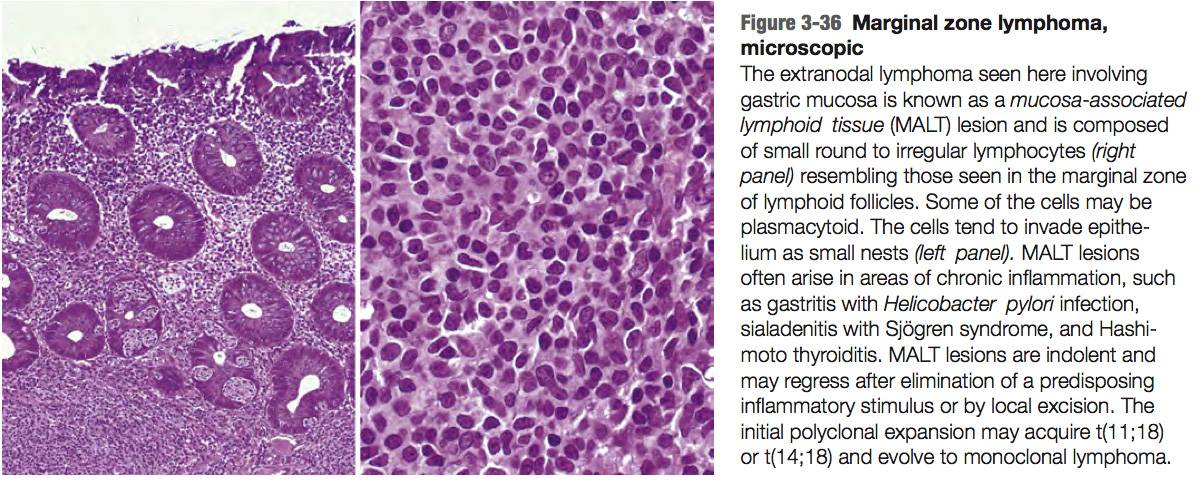 Figure 3-36 Marginal zone lymphoma,
microscopic
The extranodal lymphoma seen here involving
gastric mucosa is known as a mucosa-associated
lymphoid tissue (MALT) lesion and is composed
of small round to irregular lymphocytes (right
panel) resembling those seen in the marginal zone
of lymphoid follicles. Some of the cells may be
plasmacytoid. The cells tend to invade epithe-
lium as small nests (left panel). MALT lesions
often arise in areas of chronic inflammation, such
as gastritis with Helicobacter pylori infection,
sialadenitis with Sjögren syndrome, and Hashi-
moto thyroiditis. MALT lesions are indolent and
may regress after elimination of a predisposing
inflammatory stimulus or by local excision. The
initial polyclonal expansion may acquire t(11;18)
or t(14;18) and evolve to monoclonal lymphoma.